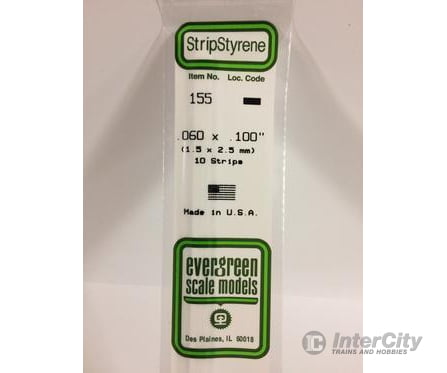 StripStyrene
Item No. Loc. Code
155
.060 x .100"
(1.5 x 2.5 mm)
10 Strips
Made in U.S.A.
evergreen
scale models
Des Plaines, IL 60018
IC InterCity
TRAINS AND HOBBIES